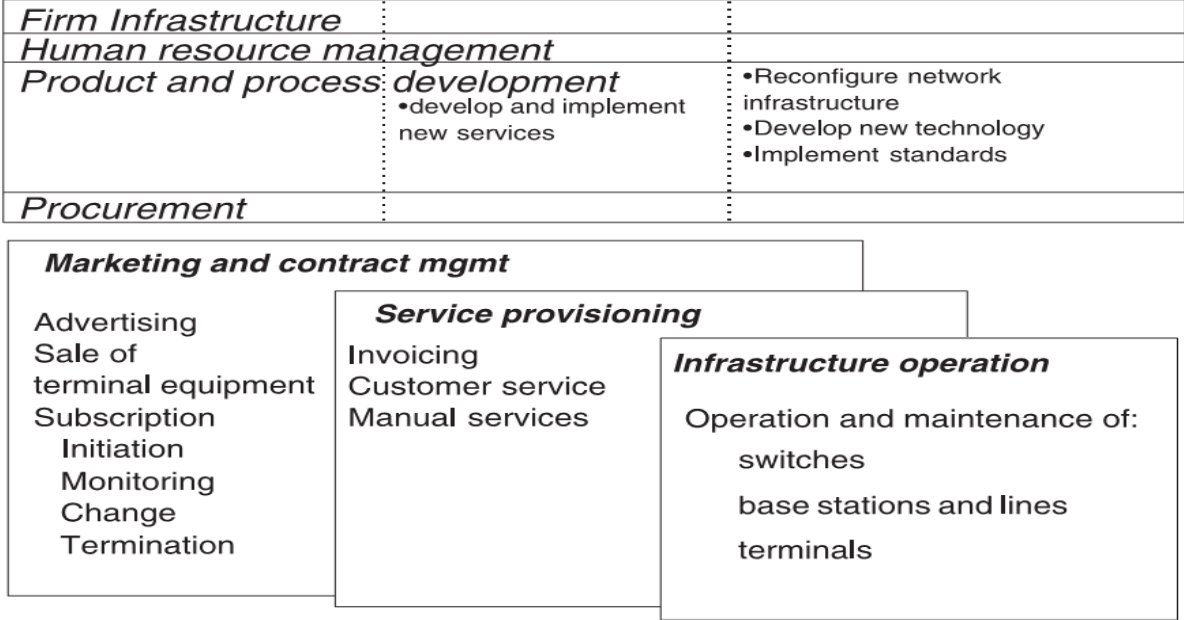 Firm Infrastructure
Human resource management
Product and process development
•develop and implement
new services
•Reconfigure network
infrastructure
•Develop new technology
•Implement standards
Procurement
Marketing and contract mgmt
Advertising
Sale of
terminal equipment
Subscription
Initiation
Monitoring
Change
Termination
Service provisioning
Invoicing
Customer service
Manual services
Infrastructure operation
Operation and maintenance of:
switches
base stations and lines
terminals